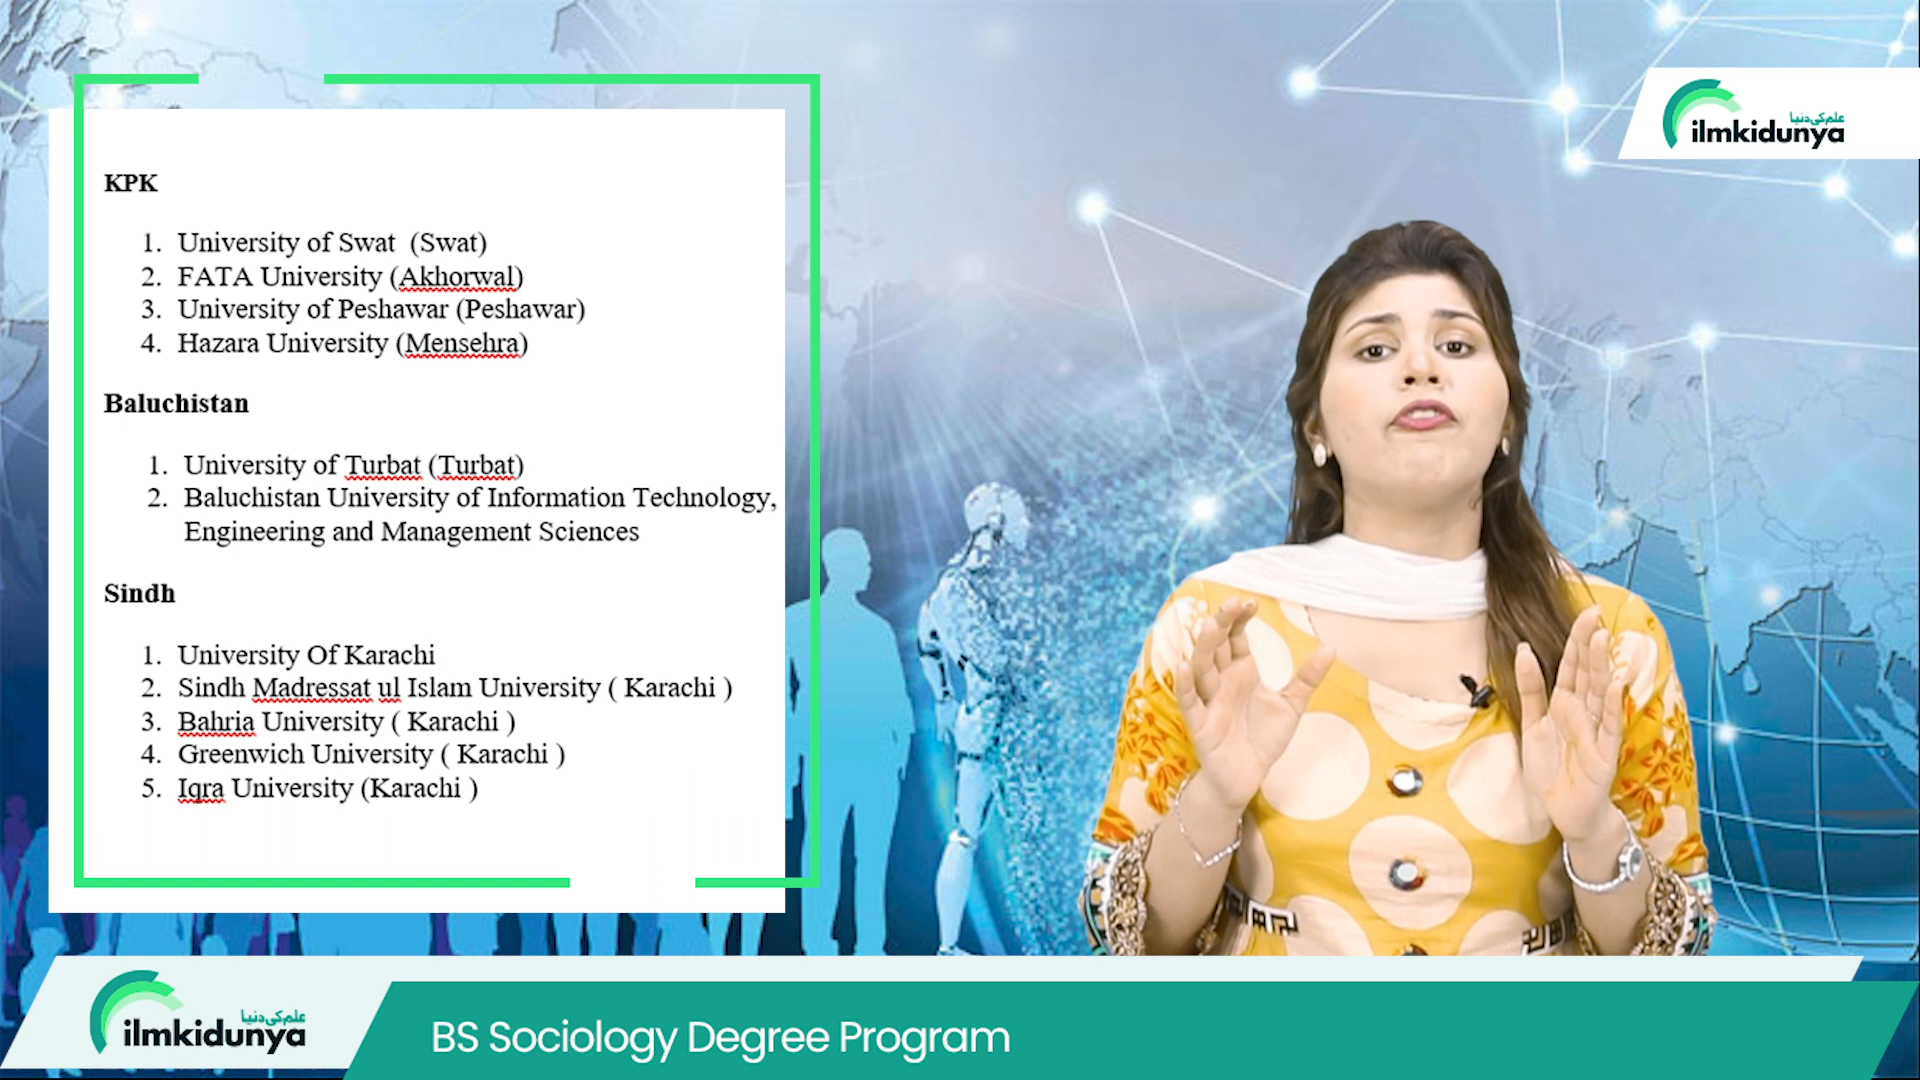 علم کی دنیا
ilmkidunya
KPK
1. University of Swat (Swat)
2. FATA University (Akhorwal)
3. University of Peshawar (Peshawar)
4. Hazara University (Mensehra)
Baluchistan
1. University of Turbat (Turbat)
2. Baluchistan University of Information Technology,
Engineering and Management Sciences
Sindh
1. University Of Karachi
2. Sindh Madressat ul Islam University ( Karachi )
3. Bahria University ( Karachi )
4. Greenwich University ( Karachi )
5. Iqra University (Karachi )
علم کی دنیا
ilmkidunya
BS Sociology Degree Program